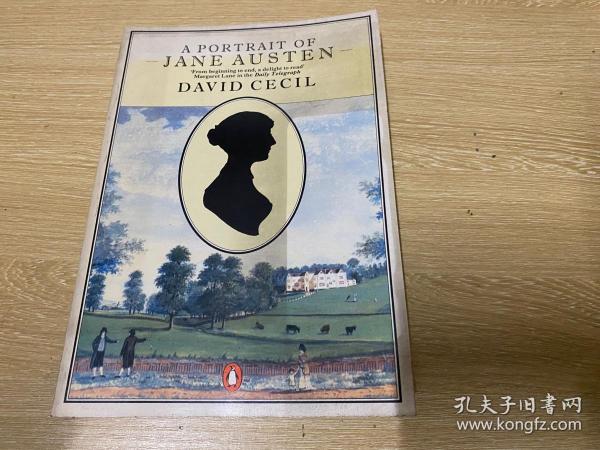 A PORTRAIT OF
JANE AUSTEN
'From beginning to end, a delight to read'
Margaret Lane in the Daily Telegraph
DAVID CECIL
孔夫子旧书网
www.kongfz.com